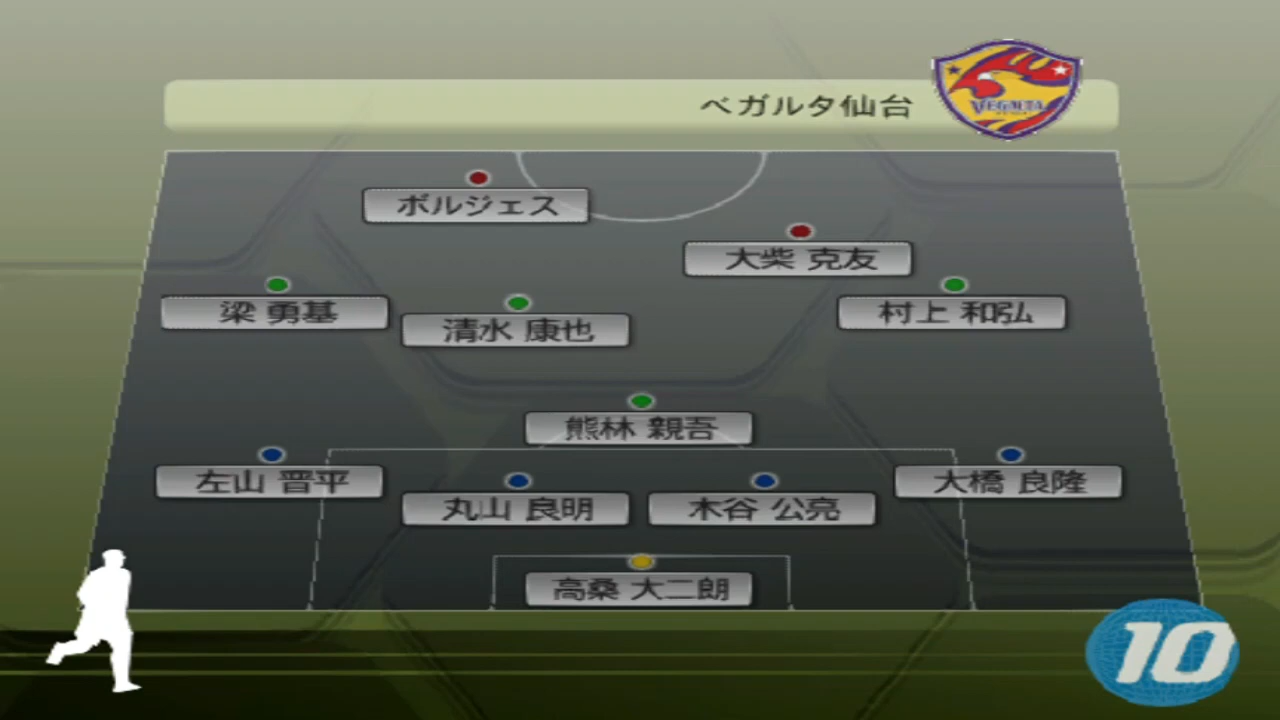 ベガルタ仙台
VEGALTA
ボルジェス
大柴 克友
梁 勇基
清水 康也
村上 和弘
熊林 親吾
左山 晋平
大橋 良隆
丸山 良明
木谷 公亮
高桑 大二朗
10